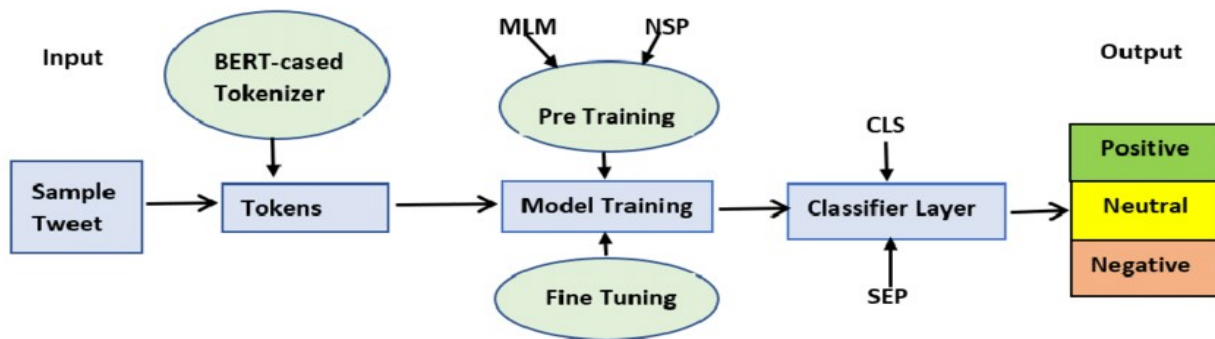 Input
BERT-cased
Tokenizer
MLM
NSP
Pre Training
Output
CLS
Sample
Tweet
Tokens
Model Training
Classifier Layer
Positive
Neutral
Negative
Fine Tuning
SEP